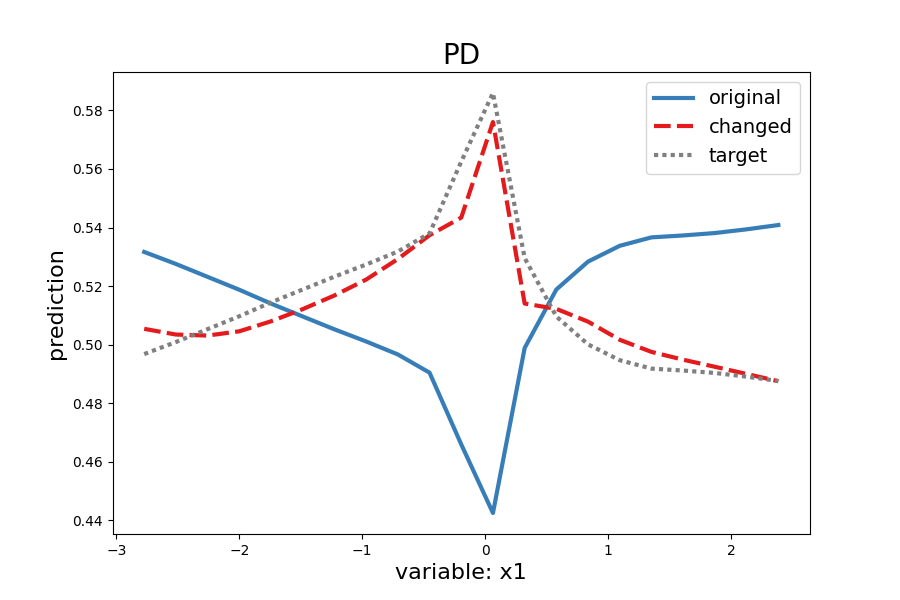 PD
original
changed
target
prediction
0.58
0.56
0.54
0.52
0.50
0.48
0.46
0.44
−3
−2
−1
0
1
2
variable: x1